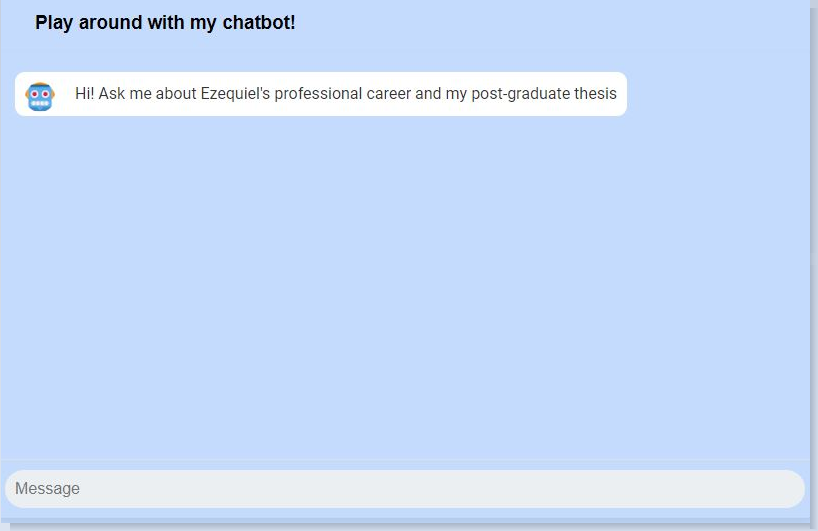 Play around with my chatbot!
Hi! Ask me about Ezequiel's professional career and my post-graduate thesis
Message